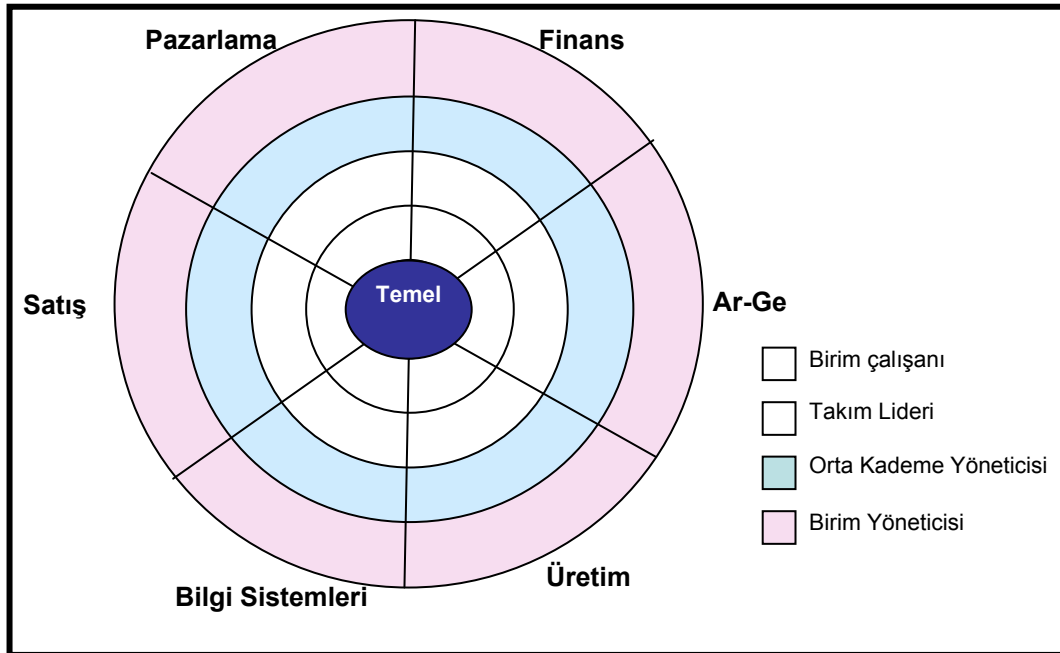 Pazarlama
Finans
Temel
Satış
Ar-Ge
Birim çalışanı
Takım Lideri
Orta Kademe Yöneticisi
Birim Yöneticisi
Üretim
Bilgi Sistemleri